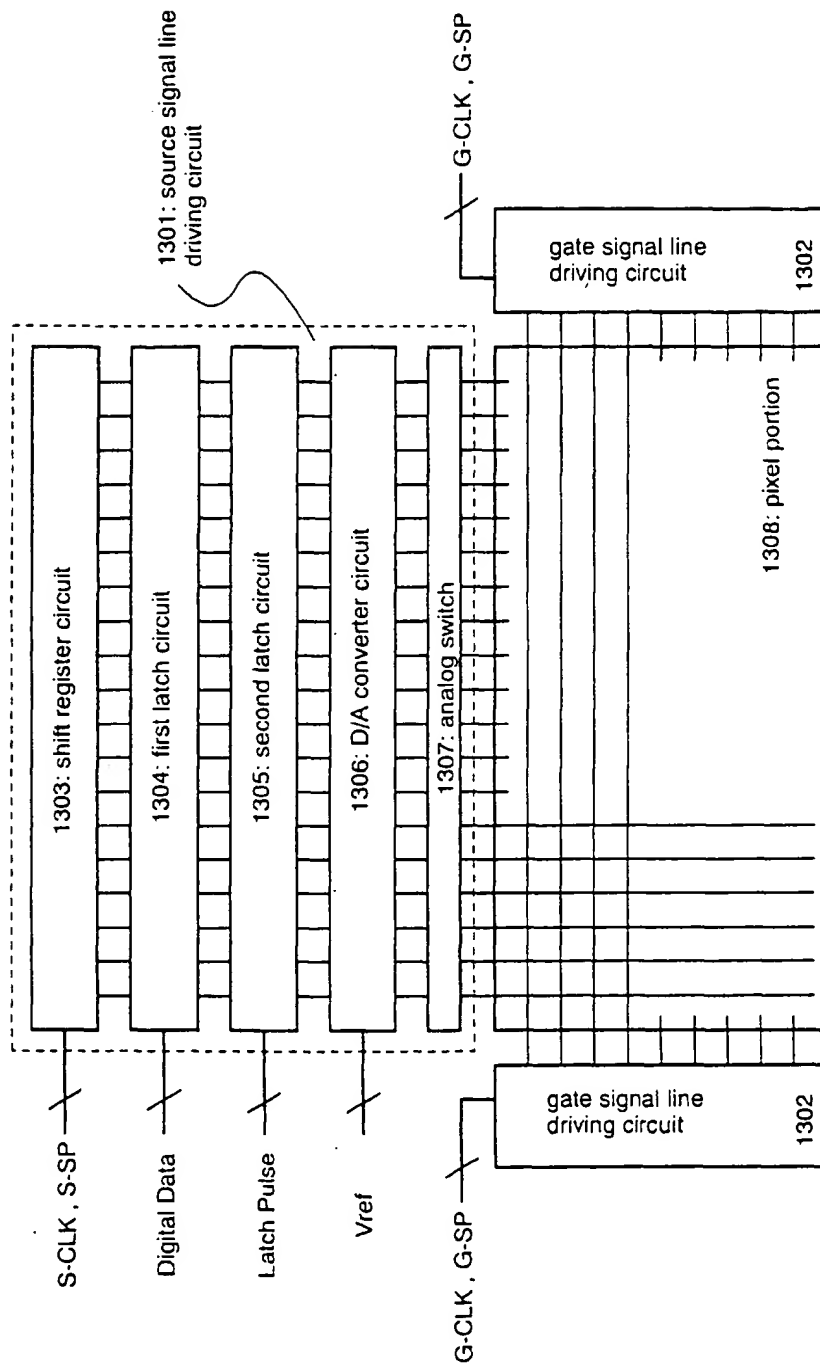 1301: source signal line
driving circuit
S-CLK , S-SP
1303: shift register circuit
Digital Data
1304: first latch circuit
Latch Pulse
1305: second latch circuit
Vref
1306: D/A converter circuit
1307: analog switch
G-CLK , G-SP
G-CLK , G-SP
gate signal line
driving circuit
1302
gate signal line
driving circuit
1302
1308: pixel portion